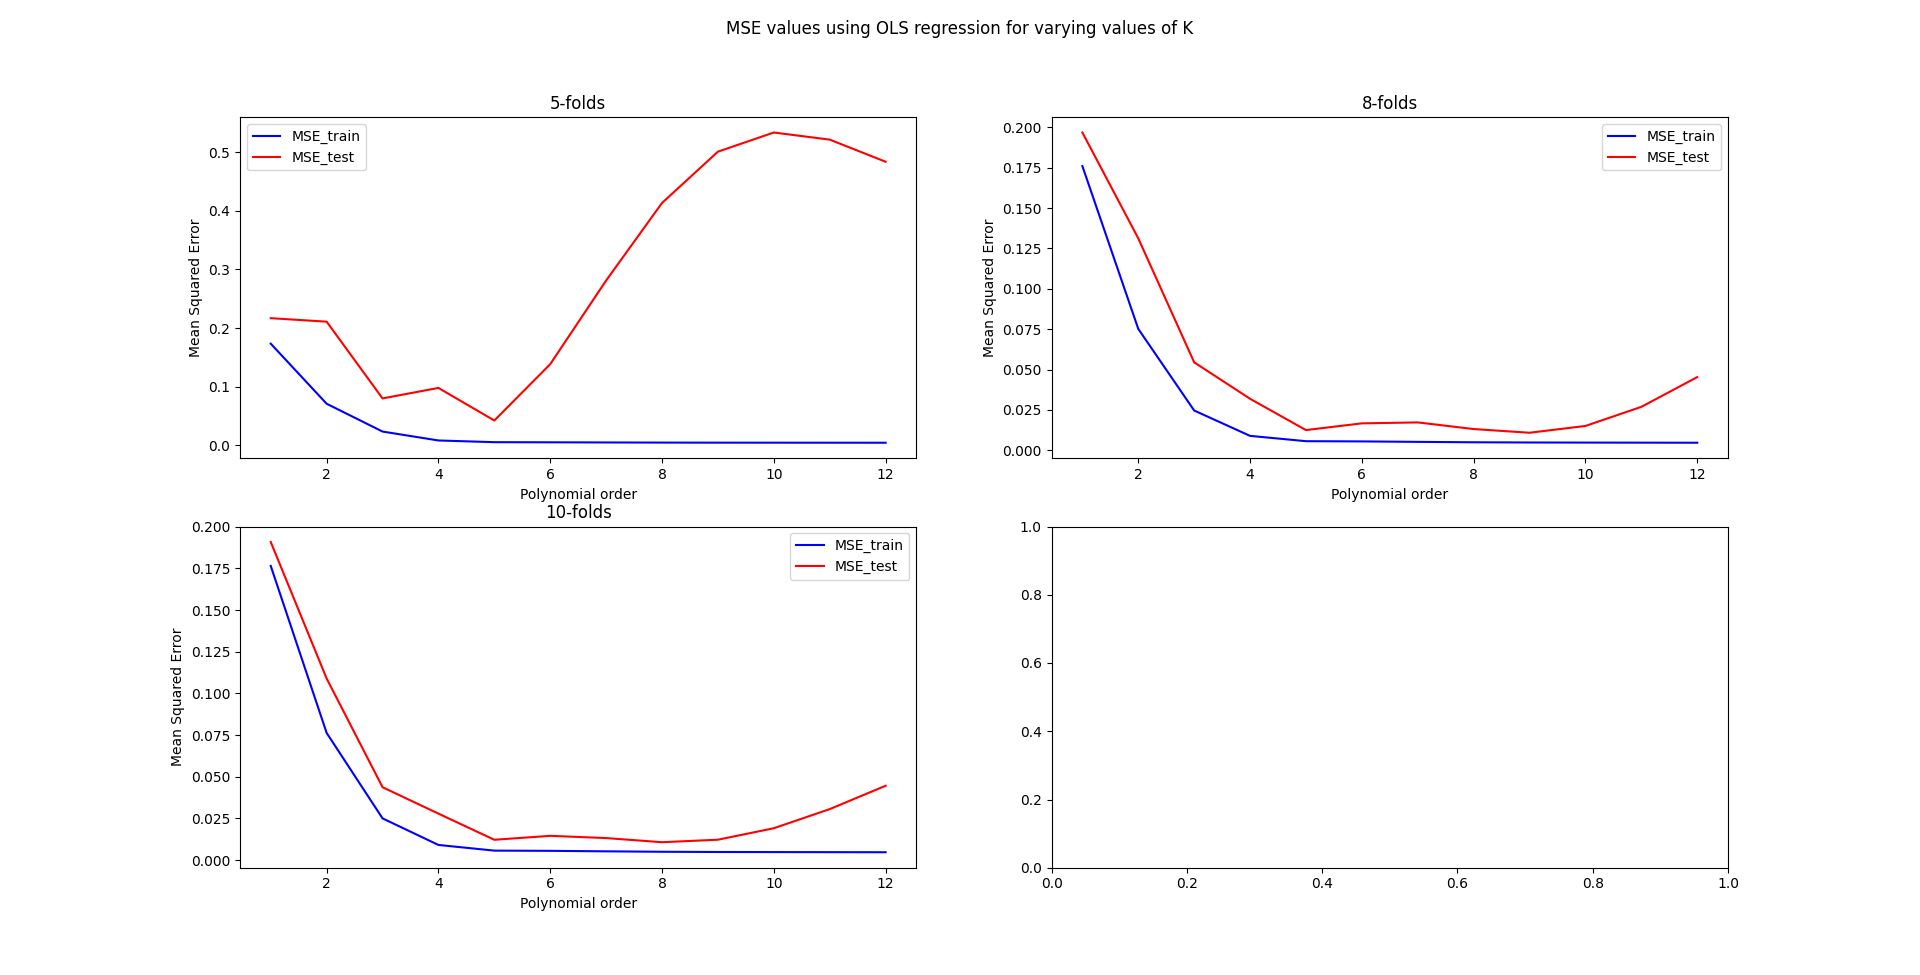 MSE values using OLS regression for varying values of K
5-folds
MSE_train
MSE_test
0.5
0.4
0.3
0.2
0.1
0.0
Mean Squared Error
2 4 6 8 10 12
Polynomial order
8-folds
MSE_train
MSE_test
0.200
0.175
0.150
0.125
0.100
0.075
0.050
0.025
0.000
Mean Squared Error
2 4 6 8 10 12
Polynomial order
10-folds
MSE_train
MSE_test
0.200
0.175
0.150
0.125
0.100
0.075
0.050
0.025
0.000
Mean Squared Error
2 4 6 8 10 12
Polynomial order
1.0
0.8
0.6
0.4
0.2
0.0
0.0 0.2 0.4 0.6 0.8 1.0